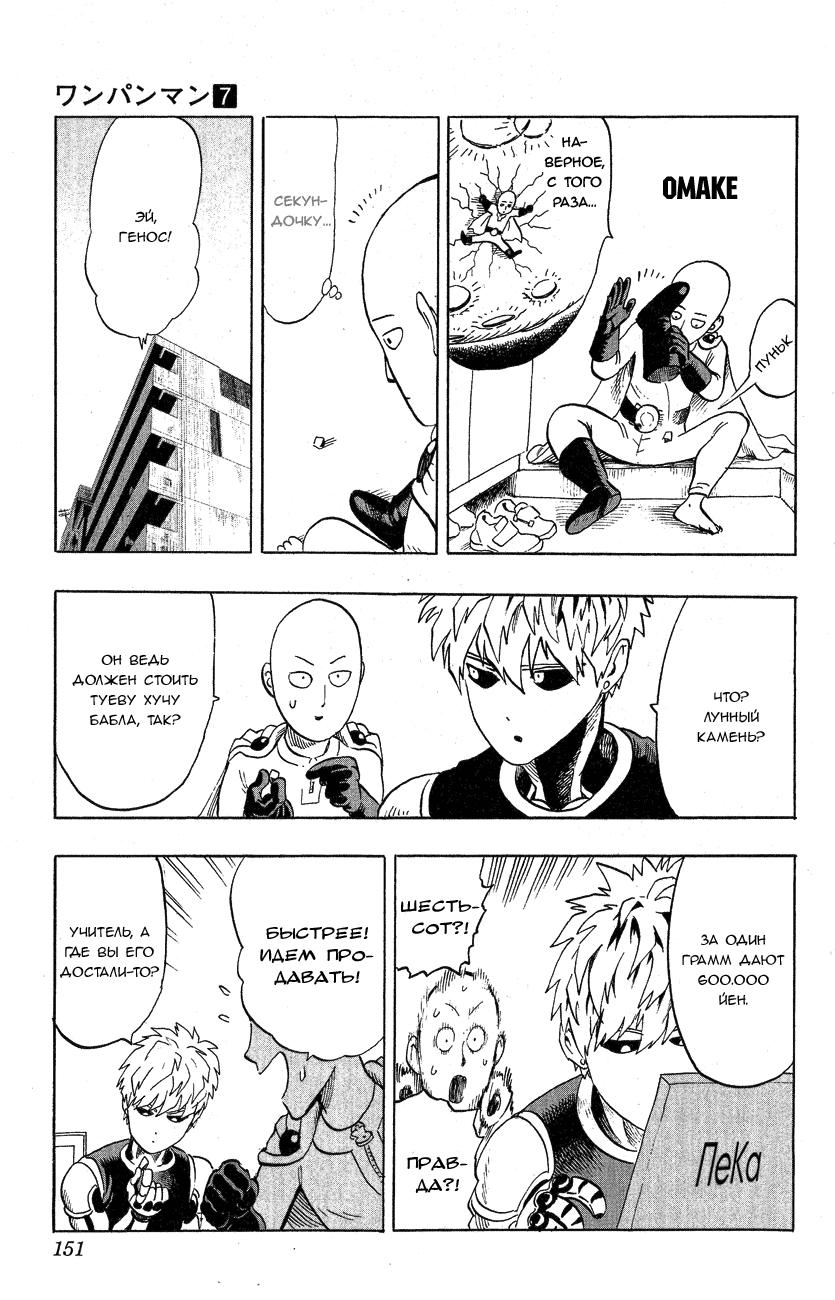 ワンパンマン7
OMAKE
НА-
ВЕРНОЕ,
С ТОГО
РАЗА...
ПУНЬК
СЕКУН-
ДОЧКУ...
ЭЙ,
ГЕНОС!
ЧТО?
ЛУННЫЙ
КАМЕНЬ?
ОН ВЕДЬ
ДОЛЖЕН СТОИТЬ
ТУЕВУ ХУЧУ
БАБЛА, ТАК?
ЗА ОДИН
ГРАММ ДАЮТ
600.000
ЙЕН.
ПеКа
ШЕСТЬ-
СОТ?!
ПРАВ-
ДА?!
БЫСТРЕЕ!
ИДЕМ ПРО-
ДАВАТЬ!
УЧИТЕЛЬ, А
ГДЕ ВЫ ЕГО
ДОСТАЛИ-ТО?
151